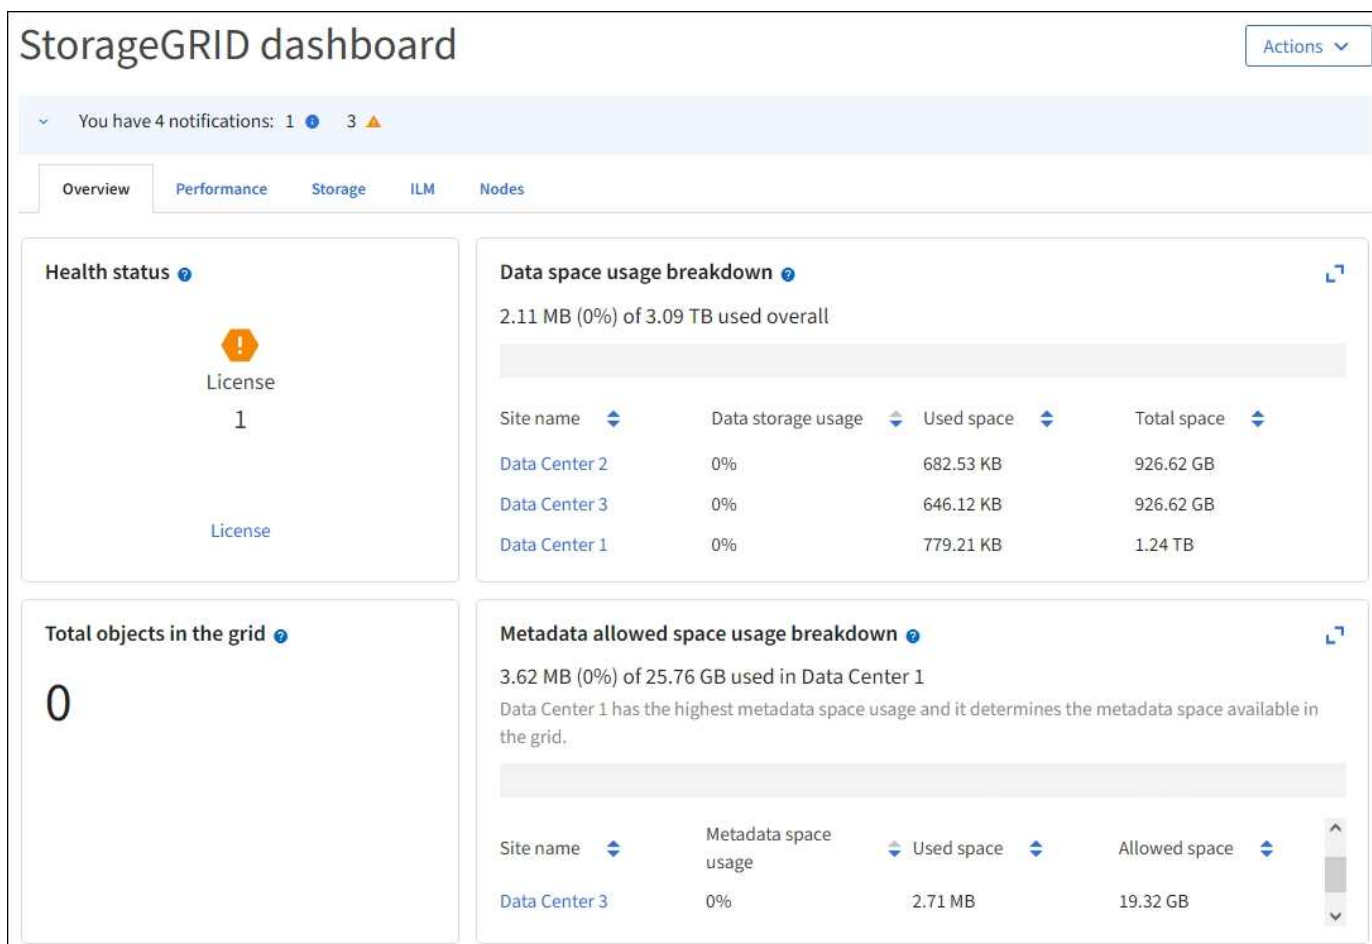 StorageGRID dashboard
Actions
You have 4 notifications: 1 3
Overview Performance Storage ILM Nodes
Health status
License
1
License
Data space usage breakdown
2.11 MB (0%) of 3.09 TB used overall
Site name Data storage usage Used space Total space
Data Center 2 0% 682.53 KB 926.62 GB
Data Center 3 0% 646.12 KB 926.62 GB
Data Center 1 0% 779.21 KB 1.24 TB
Total objects in the grid
0
Metadata allowed space usage breakdown
3.62 MB (0%) of 25.76 GB used in Data Center 1
Data Center 1 has the highest metadata space usage and it determines the metadata space available in
the grid.
Site name Metadata space usage Used space Allowed space
Data Center 3 0% 2.71 MB 19.32 GB